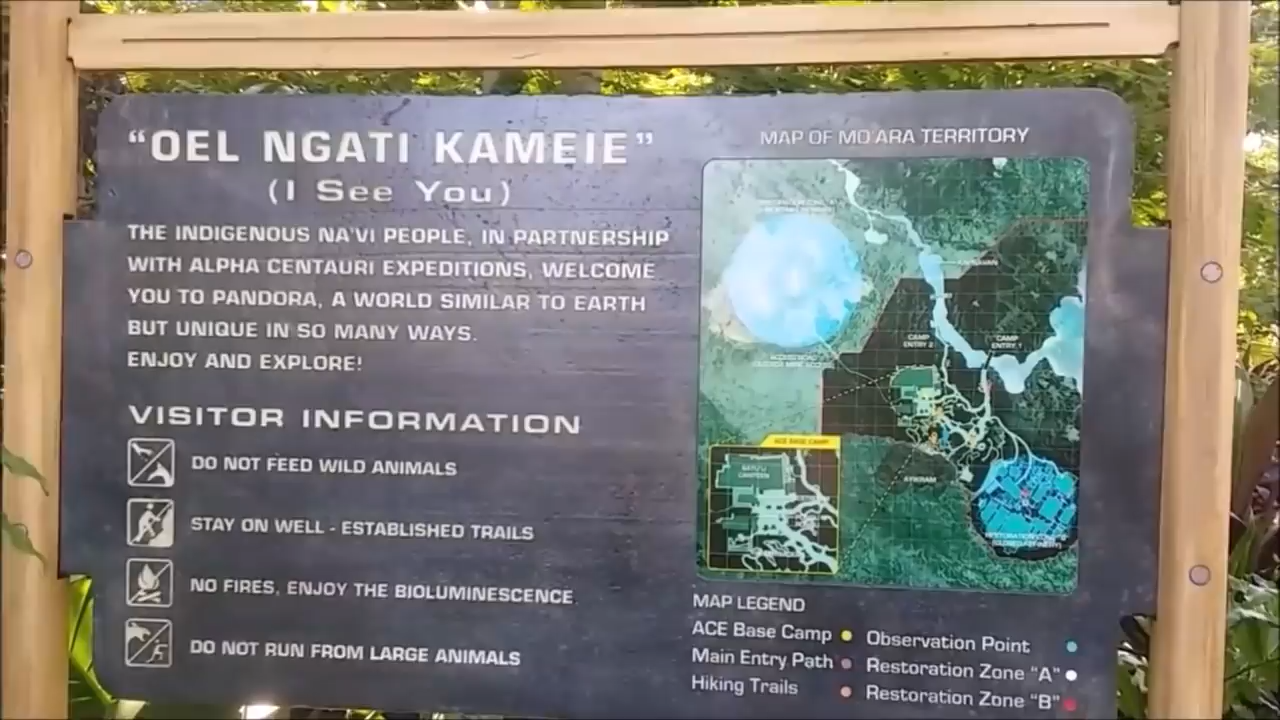 “OEL NGATI KAMEIE”
(I See You)
THE INDIGENOUS NA'VI PEOPLE, IN PARTNERSHIP
WITH ALPHA CENTAURI EXPEDITIONS, WELCOME
YOU TO PANDORA, A WORLD SIMILAR TO EARTH
BUT UNIQUE IN SO MANY WAYS.
ENJOY AND EXPLORE!
VISITOR INFORMATION
DO NOT FEED WILD ANIMALS
STAY ON WELL - ESTABLISHED TRAILS
NO FIRES, ENJOY THE BIOLUMINESCENCE
DO NOT RUN FROM LARGE ANIMALS
MAP OF MO'ARA TERRITORY
CAMP
ENTRY 2
CAMP
ENTRY 1
ACE BASE CAMP
CANTEEN
AYKRAM
MAP LEGEND
ACE Base Camp
Main Entry Path
Hiking Trails
Observation Point
Restoration Zone “A”
Restoration Zone “B”